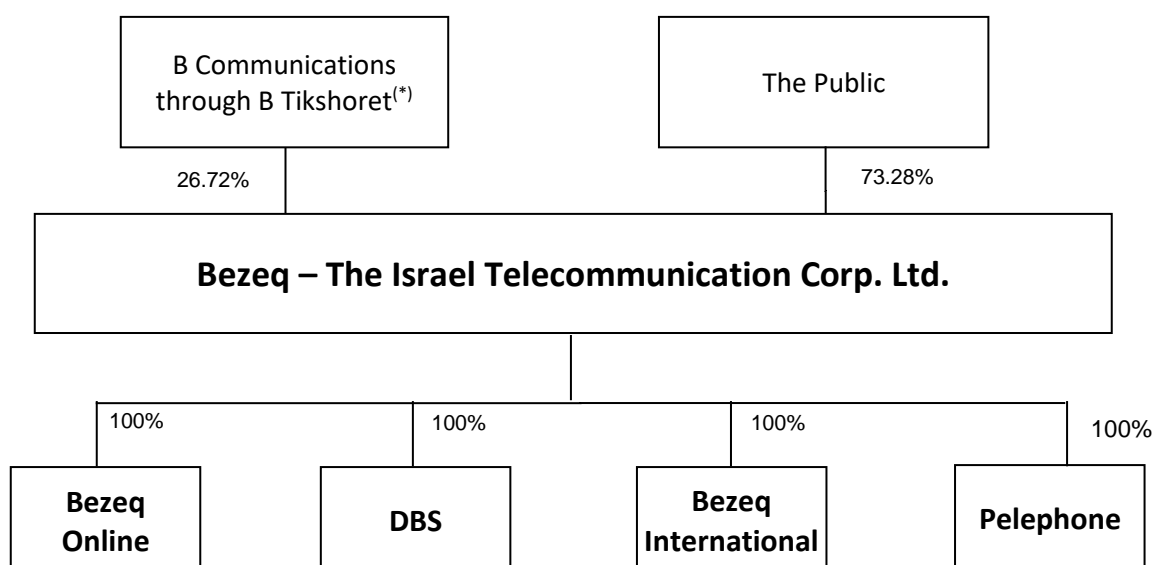 B Communications
through B Tikshoret(*)
The Public
26.72%
73.28%
Bezeq – The Israel Telecommunication Corp. Ltd.
100%
100%
100%
100%
Bezeq
Online
DBS
Bezeq
International
Pelephone